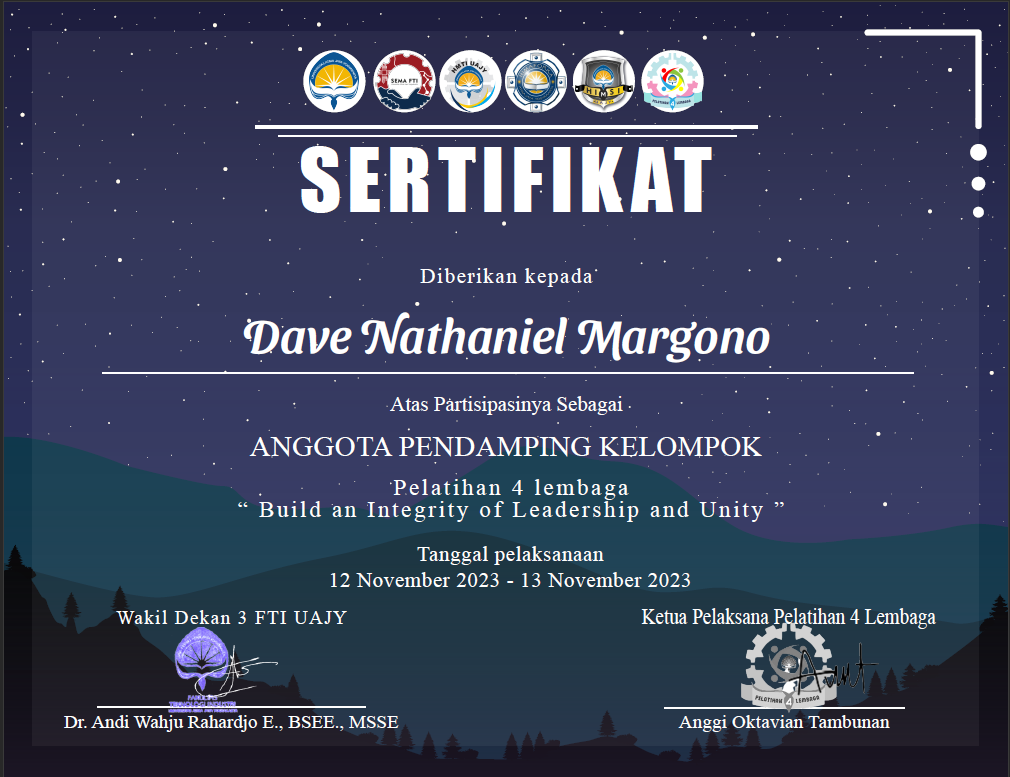 SEMA FTI
HMTI UAJY
HIMSI
PELATIHAN 4 LEMBAGA
SERTIFIKAT
Diberikan kepada
Dave Nathaniel Margono
Atas Partisipasinya Sebagai
ANGGOTA PENDAMPING KELOMPOK
Pelatihan 4 lembaga
“ Build an Integrity of Leadership and Unity ”
Tanggal pelaksanaan
12 November 2023 - 13 November 2023
Wakil Dekan 3 FTI UAJY
FAKULTAS
TEKNOLOGI INDUSTRI
Dr. Andi Wahju Rahardjo E., BSEE., MSSE
Ketua Pelaksana Pelatihan 4 Lembaga
PELATIHAN 4 LEMBAGA
Anggi Oktavian Tambunan